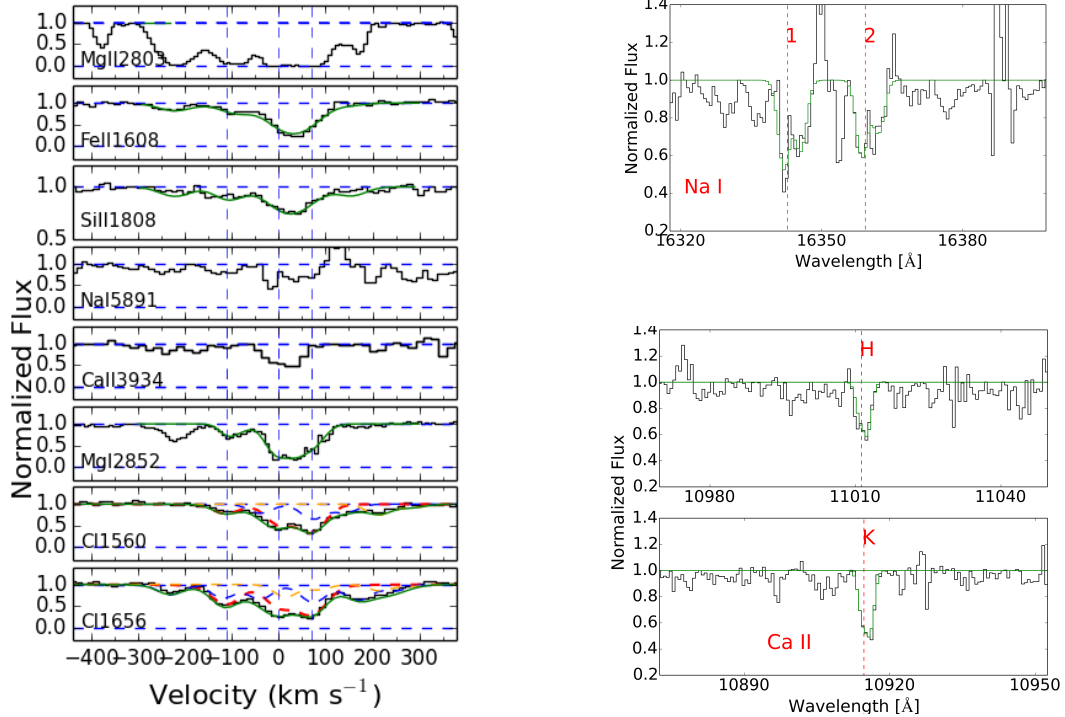 Normalized Flux
1.0
0.5
0.0
MgII2803
1.0
0.5
0.0
FeII1608
1.0
0.5
SiII1808
1.0
0.5
0.0
NaI5891
1.0
0.5
0.0
CaII3934
1.0
0.5
0.0
MgI2852
1.0
0.5
0.0
CI1560
1.0
0.5
0.0
CI1656
−400 −300 −200 −100 0 100 200 300
Velocity (km s⁻¹)
Normalized Flux
1.4
1.2
1.0
0.8
0.6
0.4
0.2
1 2
Na I
16320 16350 16380
Wavelength [Å]
Normalized Flux
1.4
1.2
1.0
0.8
0.6
0.4
0.2
H
10980 11010 11040
1.4
1.2
1.0
0.8
0.6
0.4
0.2
K
Ca II
10890 10920 10950
Wavelength [Å]